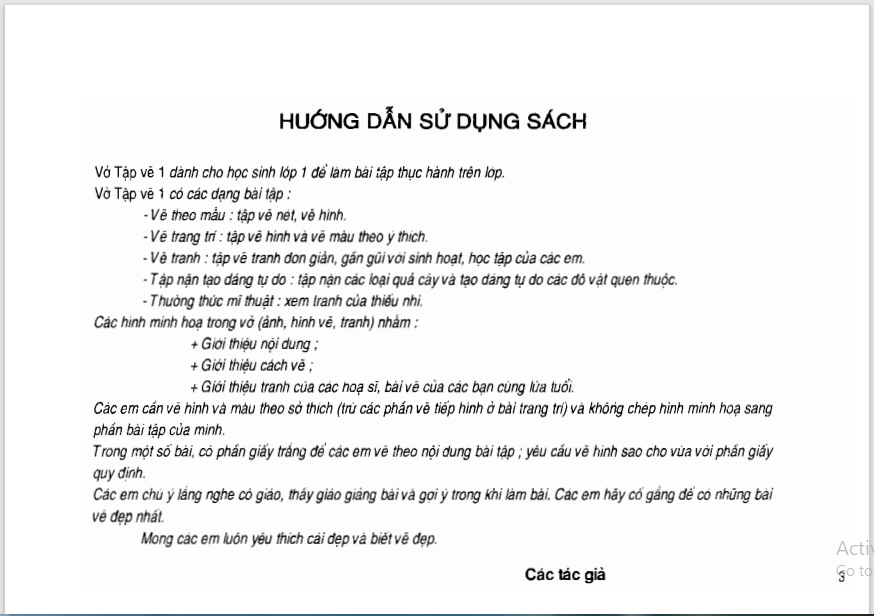 HƯỚNG DẪN SỬ DỤNG SÁCH
Vở Tập vẽ 1 dành cho học sinh lớp 1 để làm bài tập thực hành trên lớp.
Vở Tập vẽ 1 có các dạng bài tập :
- Vẽ theo mẫu : tập vẽ nét, vẽ hình.
- Vẽ trang trí : tập vẽ hình và vẽ màu theo ý thích.
- Vẽ tranh : tập vẽ tranh đơn giản, gần gũi với sinh hoạt, học tập của các em.
- Tập nặn tạo dáng tự do : tập nặn các loại quả cây và tạo dáng tự do các đồ vật quen thuộc.
- Thường thức mĩ thuật : xem tranh của thiếu nhi.
Các hình minh hoạ trong vở (ảnh, hình vẽ, tranh) nhằm :
+ Giới thiệu nội dung ;
+ Giới thiệu cách vẽ ;
+ Giới thiệu tranh của các hoạ sĩ, bài vẽ của các bạn cùng lứa tuổi.
Các em cần vẽ hình và màu theo sở thích (trừ các phần vẽ tiếp hình ở bài trang trí) và không chép hình minh hoạ sang
phần bài tập của mình.
Trong một số bài, có phần giấy trắng để các em vẽ theo nội dung bài tập ; yêu cầu vẽ hình sao cho vừa với phần giấy
quy định.
Các em chú ý lắng nghe cô giáo, thầy giáo giảng bài và gợi ý trong khi làm bài. Các em hãy cố gắng để có những bài
vẽ đẹp nhất.
Mong các em luôn yêu thích cái đẹp và biết vẽ đẹp.
Các tác giả
3
Activ
Go to